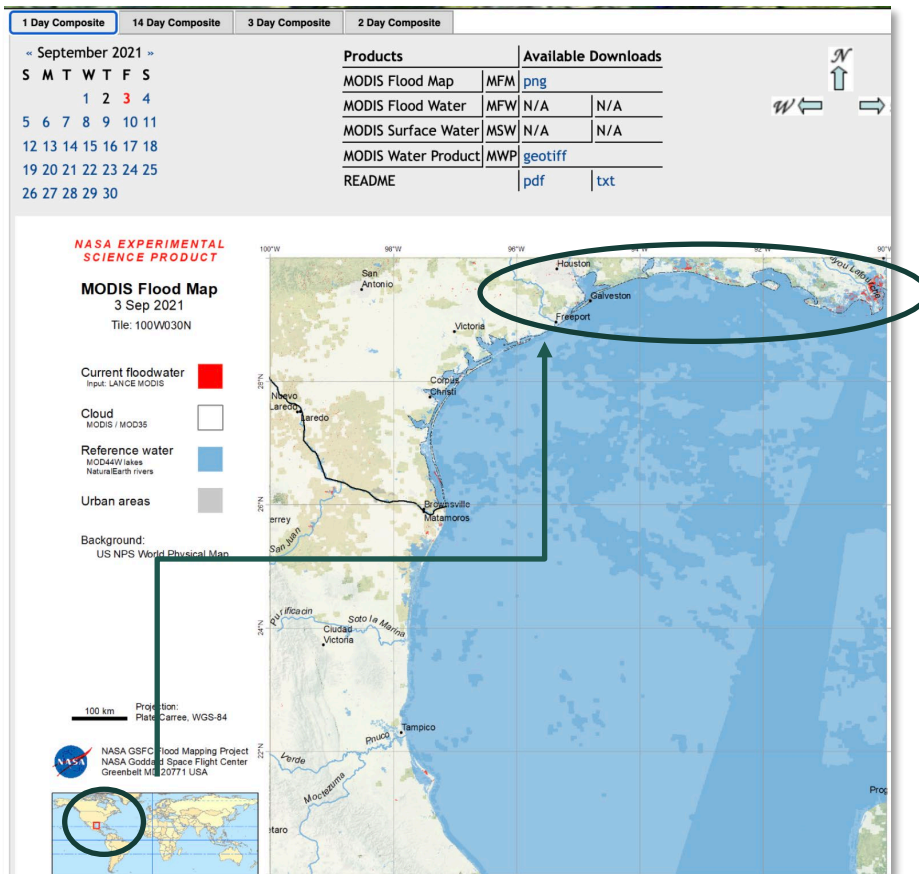 1 Day Composite 14 Day Composite 3 Day Composite 2 Day Composite
« September 2021 »
S M T W T F S
1 2 3 4
5 6 7 8 9 10 11
12 13 14 15 16 17 18
19 20 21 22 23 24 25
26 27 28 29 30
Products Available Downloads
MODIS Flood Map MFM png
MODIS Flood Water MFW N/A N/A
MODIS Surface Water MSW N/A N/A
MODIS Water Product MWP geotiff
README pdf txt
N
W
NASA EXPERIMENTAL
SCIENCE PRODUCT
MODIS Flood Map
3 Sep 2021
Tile: 100W030N
Current floodwater
Input: LANCE MODIS
Cloud
MODIS / MOD35
Reference water
MOD44W lakes
NaturalEarth rivers
Urban areas
Background:
US NPS World Physical Map
100 km
Projection:
Plate Carree, WGS-84
NASA
NASA GSFC Flood Mapping Project
NASA Goddard Space Flight Center
Greenbelt MD 20771 USA
100°W 98°W 96°W 94°W 92°W 90°W
Houston
San
Antonio
Galveston
Freeport
Victoria
28°N
Corpus
Christi
Nuevo
Laredo
Laredo
26°N
Brownsville
Matamoros
errey
San Juan
24°N
Purificacin
Soto la Marina
Ciudad
Victoria
22°N
Tampico
Pnuco
Verde
Moctezuma
etaro
Prog